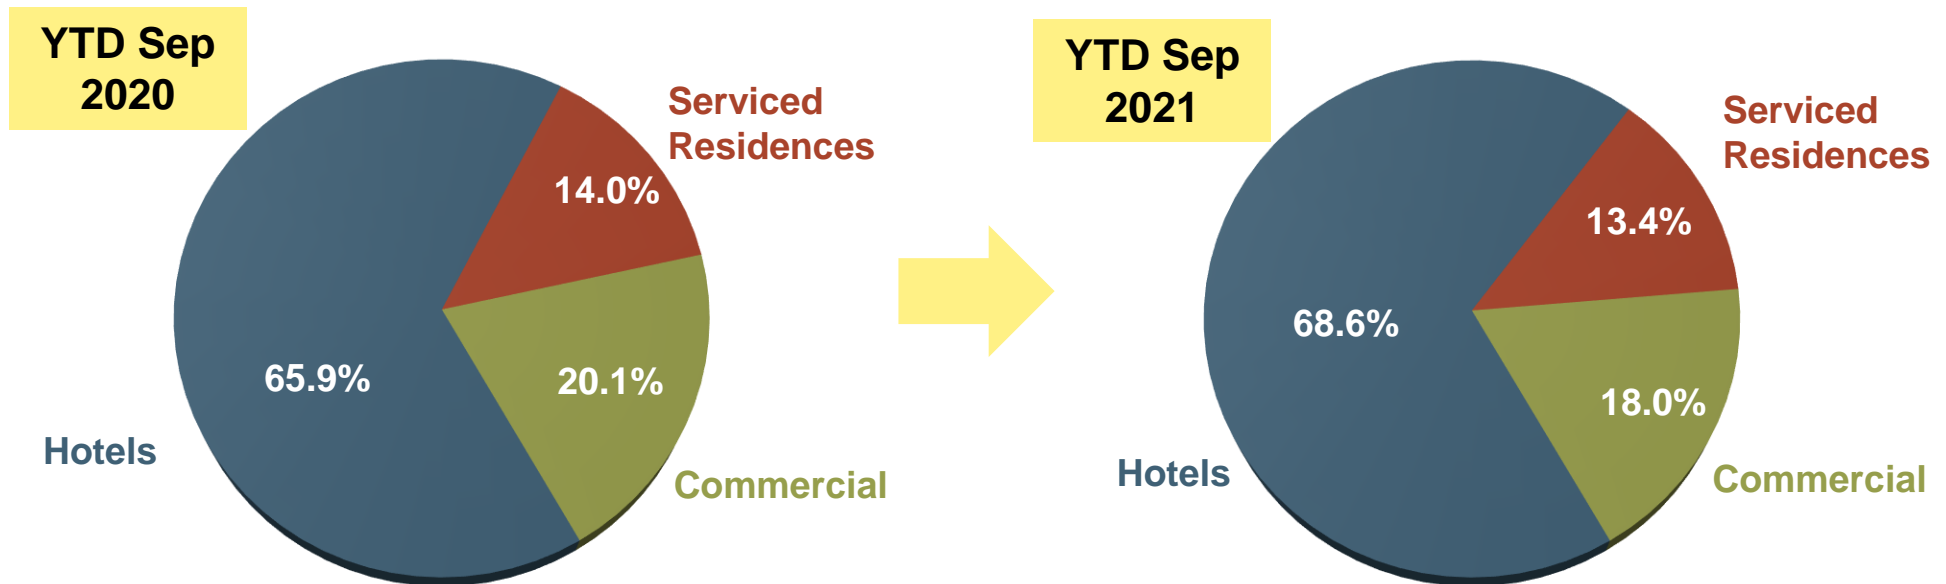 YTD Sep
2020
Serviced
Residences
14.0%
65.9%
20.1%
Hotels
Commercial
YTD Sep
2021
Serviced
Residences
13.4%
68.6%
18.0%
Hotels
Commercial